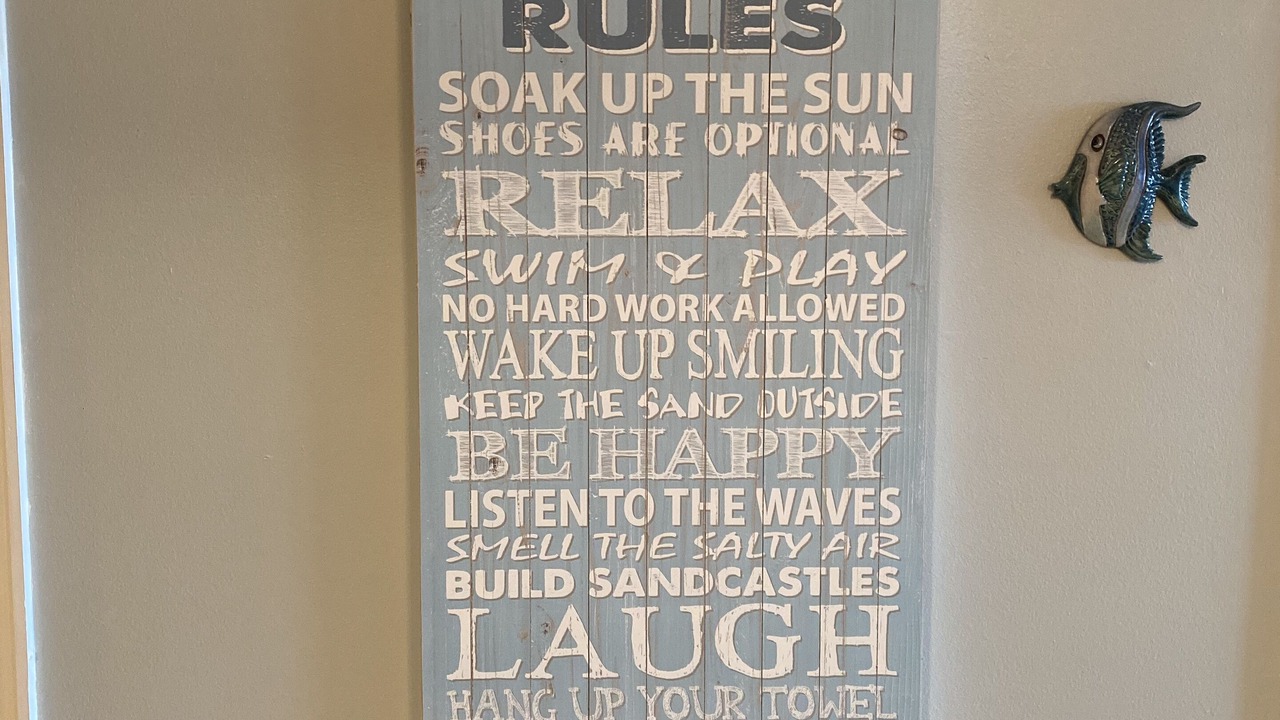 RULES
SOAK UP THE SUN
SHOES ARE OPTIONAL
RELAX
SWIM & PLAY
NO HARD WORK ALLOWED
WAKE UP SMILING
KEEP THE SAND OUTSIDE
BE HAPPY
LISTEN TO THE WAVES
SMELL THE SALTY AIR
BUILD SANDCASTLES
LAUGH
HANG UP YOUR TOWEL